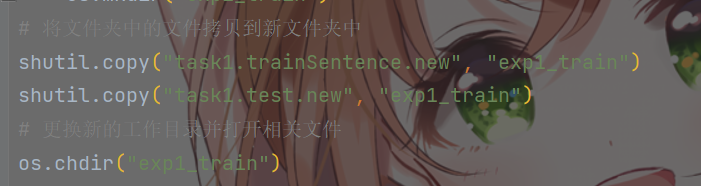 # 将文件夹中的文件拷贝到新文件夹中
shutil.copy("task1.trainSentence.new", "exp1_train")
shutil.copy("task1.test.new", "exp1_train")
# 更换新的工作目录并打开相关文件
os.chdir("exp1_train")